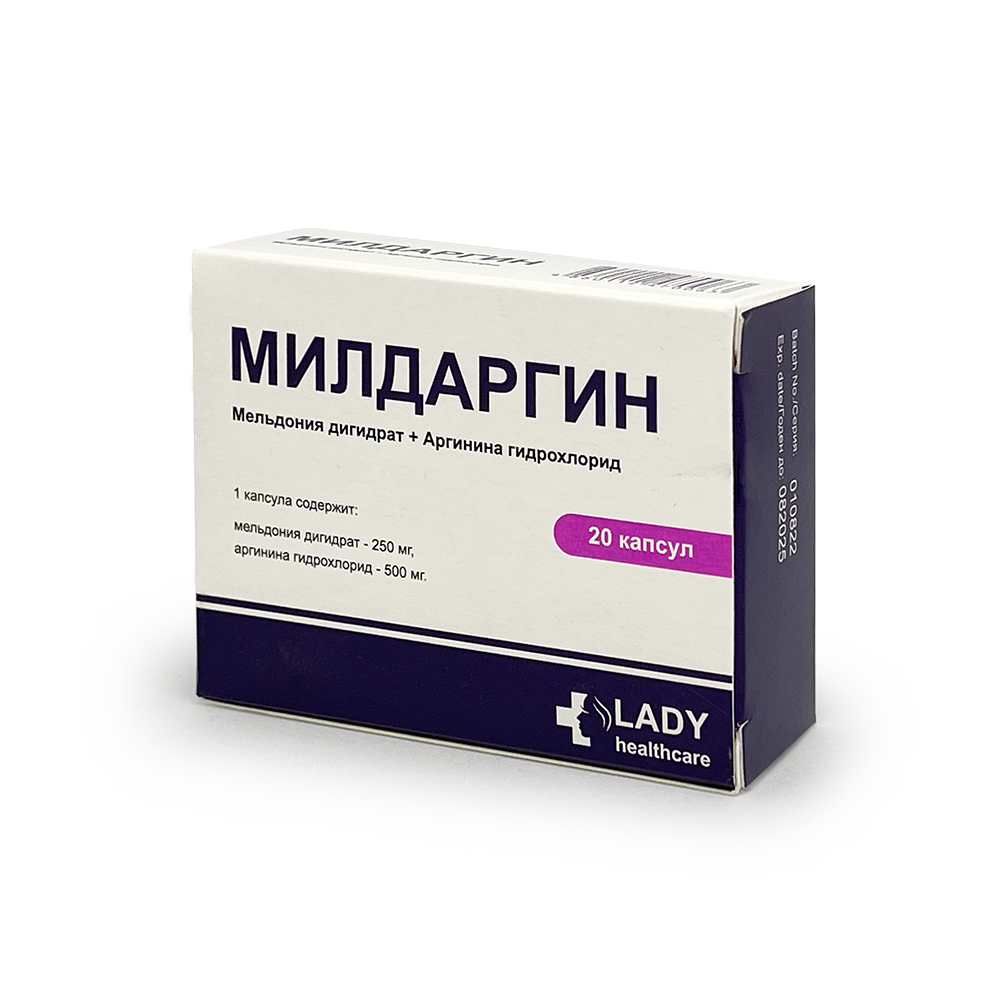 МИЛДАРГИН
МИЛДАРГИН
Мельдония дигидрат + Аргинина гидрохлорид
1 капсула содержит:
мельдония дигидрат - 250 мг,
аргинина гидрохлорид - 500 мг.
20 капсул
LADY
healthcare
Batch No./Серия: 010822
Exp. date/Годен до: 082025